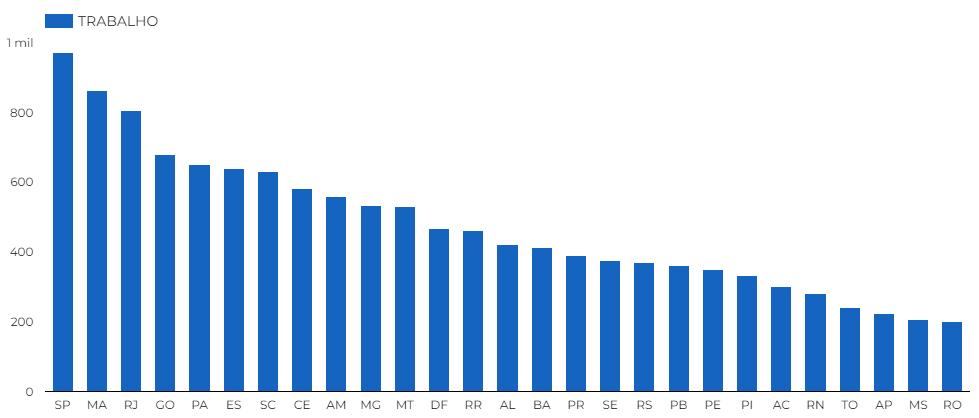 TRABALHO
1 mil
800
600
400
200
0
SP MA RJ GO PA ES SC CE AM MG MT DF RR AL BA PR SE RS PB PE PI AC RN TO AP MS RO